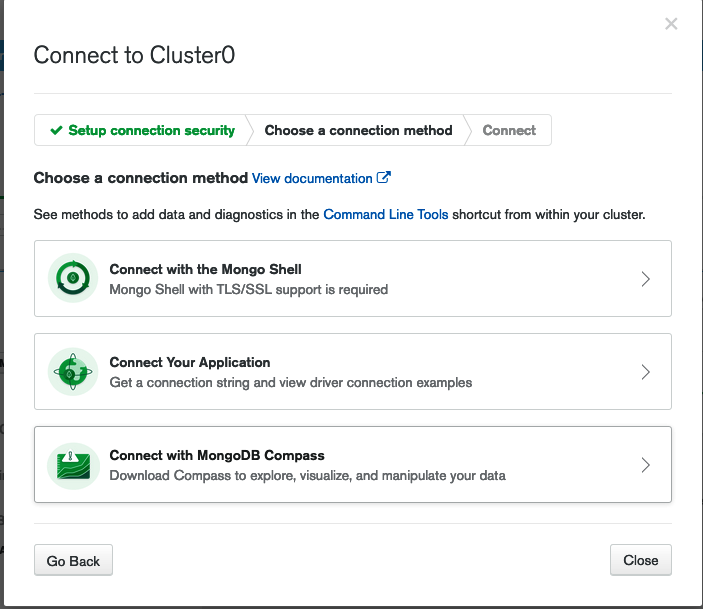 Connect to Cluster0
Setup connection security
Choose a connection method
Connect
Choose a connection method View documentation
See methods to add data and diagnostics in the Command Line Tools shortcut from within your cluster.
Connect with the Mongo Shell
Mongo Shell with TLS/SSL support is required
Connect Your Application
Get a connection string and view driver connection examples
Connect with MongoDB Compass
Download Compass to explore, visualize, and manipulate your data
Go Back
Close